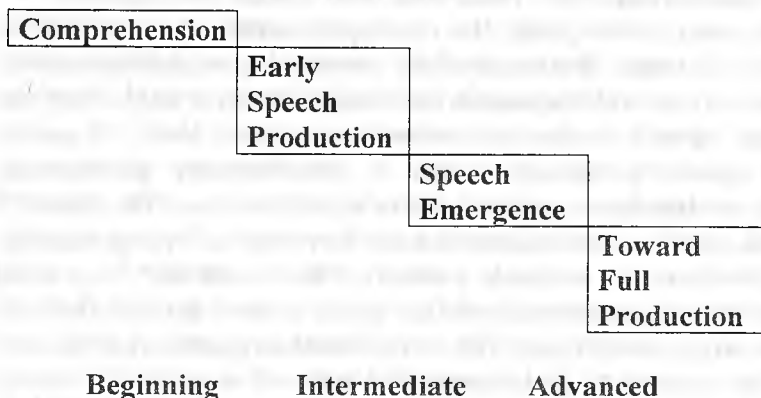 Comprehension
Early
Speech
Production
Speech
Emergence
Toward
Full
Production
Beginning Intermediate Advanced